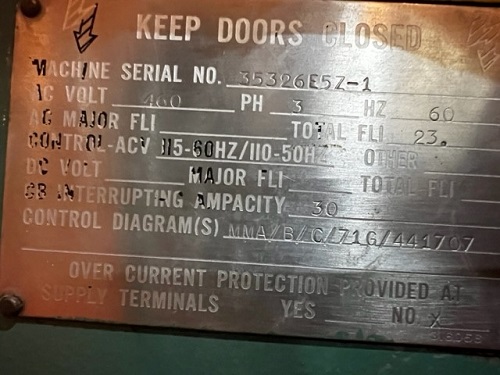 KEEP DOORS CLOSED
MACHINE SERIAL NO. 35326E5Z-1
AC VOLT 460 PH 3 HZ 60
AC MAJOR FLI TOTAL FLI 23.
CONTROL-ACV 115-60HZ/110-50HZ OTHER
DC VOLT MAJOR FLI TOTAL FLI
CB INTERRUPTING AMPACITY 30
CONTROL DIAGRAM(S) MMA/B/C/71G/441707
OVER CURRENT PROTECTION PROVIDED AT
SUPPLY TERMINALS YES NO X